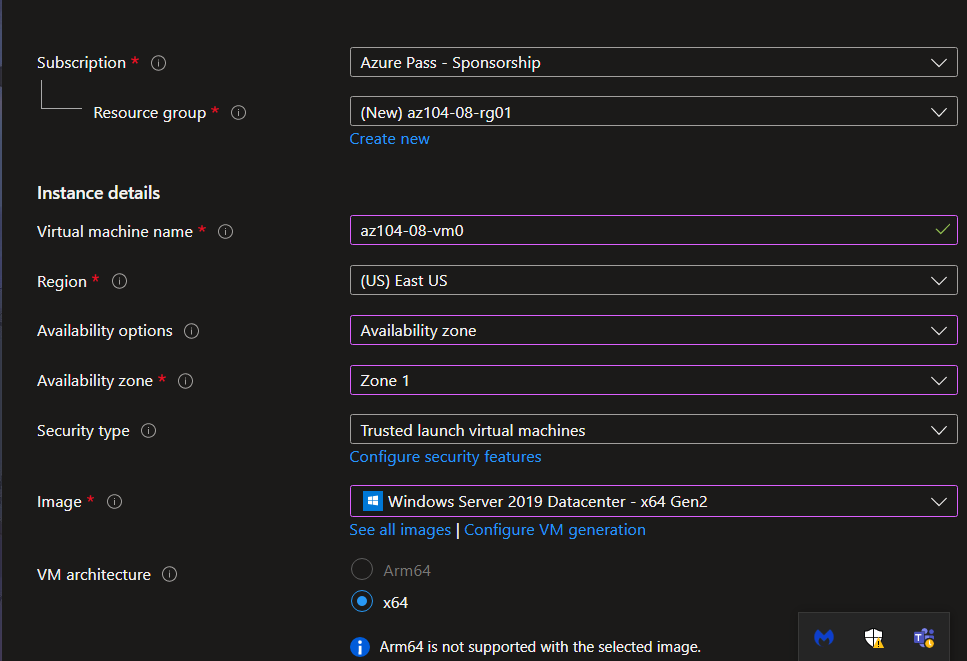 Subscription * Azure Pass - Sponsorship
Resource group * (New) az104-08-rg01
Create new
Instance details
Virtual machine name * az104-08-vm0
Region * (US) East US
Availability options Availability zone
Availability zone * Zone 1
Security type Trusted launch virtual machines
Configure security features
Image * Windows Server 2019 Datacenter - x64 Gen2
See all images | Configure VM generation
VM architecture Arm64
x64
Arm64 is not supported with the selected image.